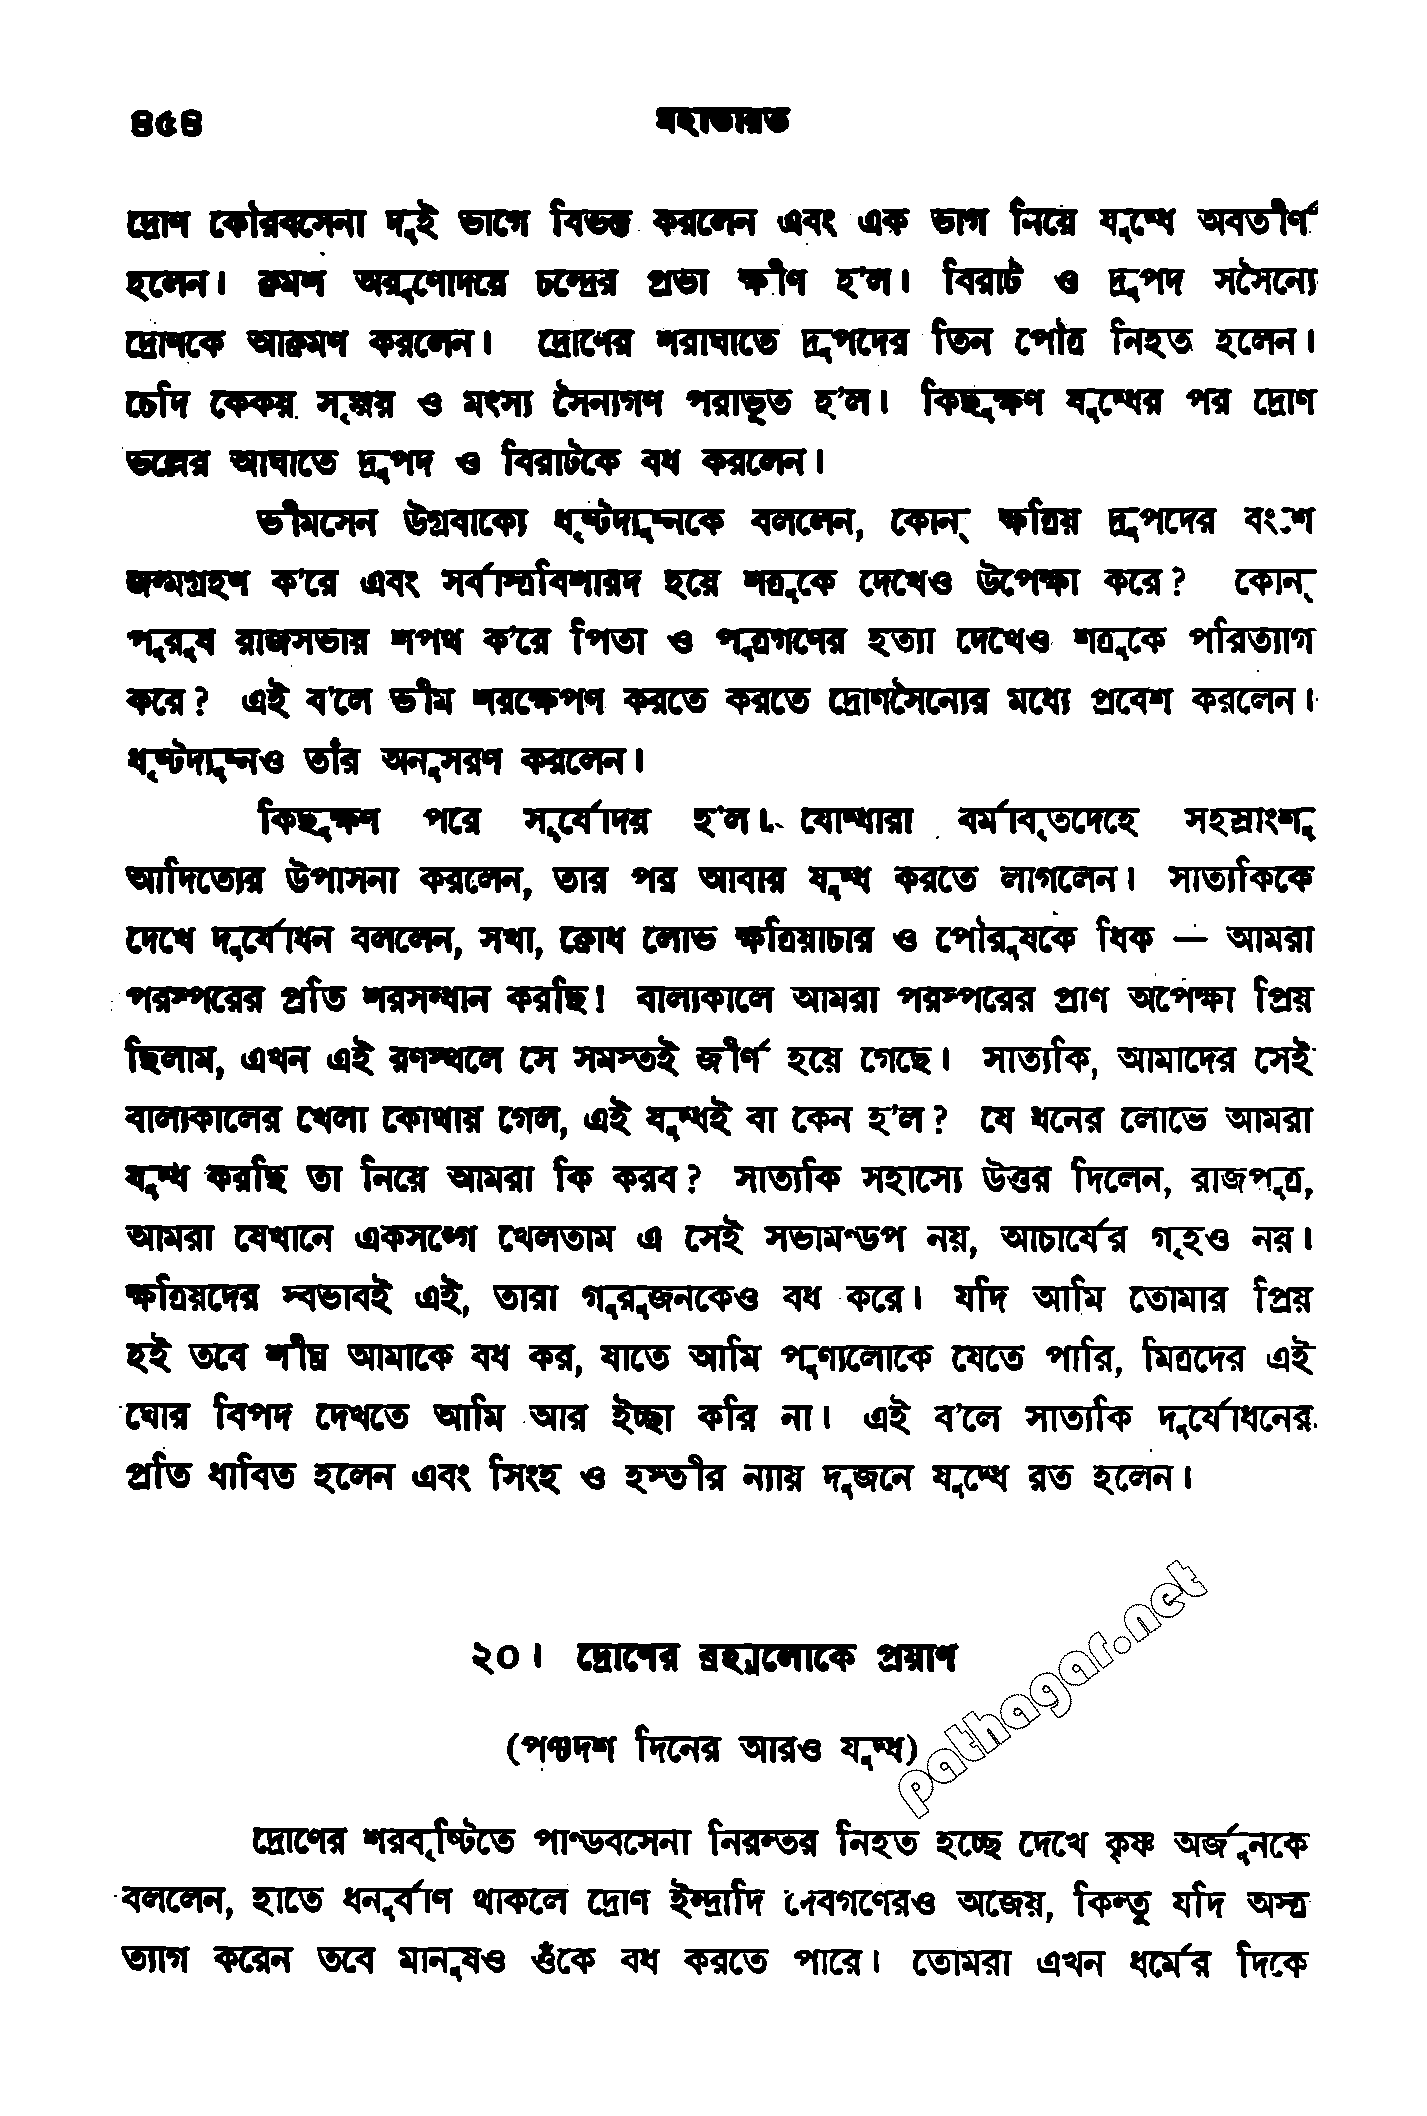 ৪৫৪ মহাভারত
দ্রোণ কৌরবসেনা দুই ভাগে বিভক্ত করলেন এবং এক ভাগ নিয়ে যুদ্ধে অবতীর্ণ
হলেন। ক্রমশ অরুণোদয়ে চন্দ্রের প্রভা ক্ষীণ হ'ল। বিরাট ও দ্রুপদ সসৈন্যে
দ্রোণকে আক্রমণ করলেন। দ্রোণের শরাঘাতে দ্রুপদের তিন পৌত্র নিহত হলেন।
চেদি কেকয় সৃঞ্জয় ও মৎস্য সৈন্যগণ পরাভূত হ'ল। কিছুক্ষণ যুদ্ধের পর দ্রোণ
ভল্লের আঘাতে দ্রুপদ ও বিরাটকে বধ করলেন।
ভীমসেন উগ্রবাক্যে ধৃষ্টদ্যুম্নকে বললেন, কোন্ ক্ষত্রিয় দ্রুপদের বংশে
জন্মগ্রহণ ক'রে এবং সর্বাস্ত্রবিশারদ হয়ে শত্রুকে দেখেও উপেক্ষা করে? কোন্
পুরুষ রাজসভায় শপথ ক'রে পিতা ও পুত্রগণের হত্যা দেখেও শত্রুকে পরিত্যাগ
করে? এই ব'লে ভীম শরক্ষেপণ করতে করতে দ্রোণসৈন্যের মধ্যে প্রবেশ করলেন।
ধৃষ্টদ্যুম্নও তাঁর অনুসরণ করলেন।
কিছুক্ষণ পরে সূর্যোদয় হ'ল। যোদ্ধারা বর্মাবৃতদেহে সহস্রাংশু
আদিত্যের উপাসনা করলেন, তার পর আবার যুদ্ধ করতে লাগলেন। সাত্যকিকে
দেখে দুর্যোধন বললেন, সখা, ক্রোধ লোভ ক্ষত্রিয়াচার ও পৌরুষকে ধিক — আমরা
পরস্পরের প্রতি শরসন্ধান করছি! বাল্যকালে আমরা পরস্পরের প্রাণ অপেক্ষা প্রিয়
ছিলাম, এখন এই রণস্থলে সে সমস্তই জীর্ণ হয়ে গেছে। সাত্যকি, আমাদের সেই
বাল্যকালের খেলা কোথায় গেল, এই যুদ্ধই বা কেন হ'ল? যে ধনের লোভে আমরা
যুদ্ধ করছি তা নিয়ে আমরা কি করব? সাত্যকি সহাস্যে উত্তর দিলেন, রাজপুত্র,
আমরা যেখানে একসঙ্গে খেলতাম এ সেই সভামণ্ডপ নয়, আচার্যের গৃহও নয়।
ক্ষত্রিয়দের স্বভাবই এই, তারা গুরুজনকেও বধ করে। যদি আমি তোমার প্রিয়
হই তবে শীঘ্র আমাকে বধ কর, যাতে আমি পুণ্যলোকে যেতে পারি, মিত্রদের এই
ঘোর বিপদ দেখতে আমি আর ইচ্ছা করি না। এই ব'লে সাত্যকি দুর্যোধনের
প্রতি ধাবিত হলেন এবং সিংহ ও হস্তীর ন্যায় দুজনে যুদ্ধে রত হলেন।
২০। দ্রোণের ব্রহ্মলোকে প্রয়াণ
(পঞ্চদশ দিনের আরও যুদ্ধ)
pathagar.net
দ্রোণের শরবৃষ্টিতে পাণ্ডবসেনা নিরন্তর নিহত হচ্ছে দেখে কৃষ্ণ অর্জুনকে
বললেন, হাতে ধনুর্বাণ থাকলে দ্রোণ ইন্দ্রাদি দেবগণেরও অজেয়, কিন্তু যদি অস্ত্র
ত্যাগ করেন তবে মানুষও ওঁকে বধ করতে পারে। তোমরা এখন ধর্মের দিকে